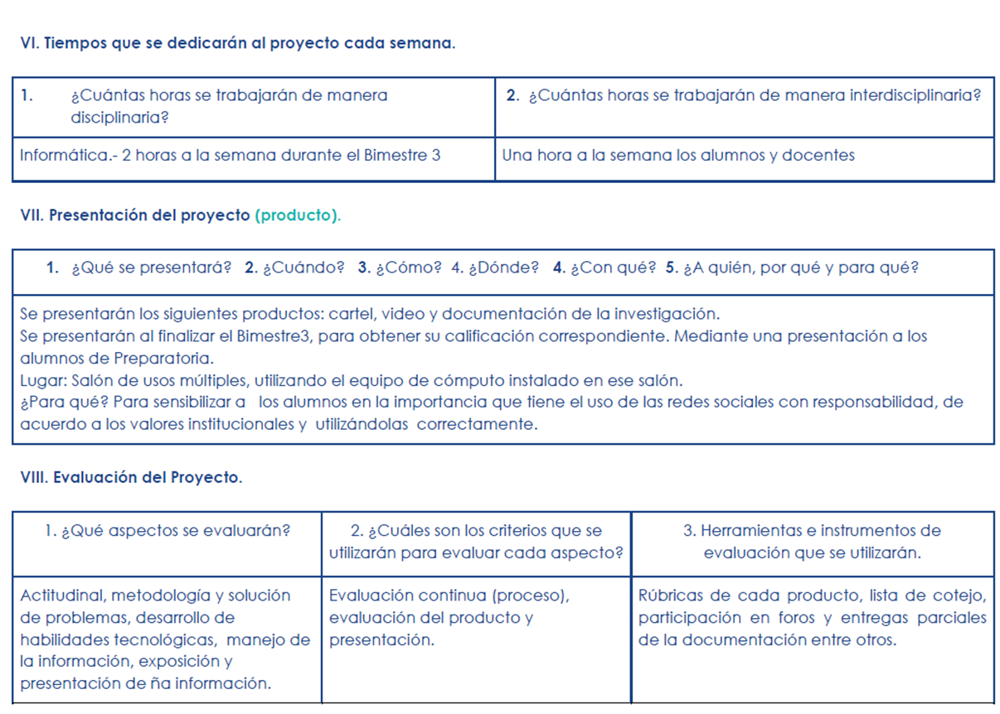 VI. Tiempos que se dedicarán al proyecto cada semana.
1. ¿Cuántas horas se trabajarán de manera
disciplinaria?
2. ¿Cuántas horas se trabajarán de manera interdisciplinaria?
Informática.- 2 horas a la semana durante el Bimestre 3
Una hora a la semana los alumnos y docentes
VII. Presentación del proyecto (producto).
1. ¿Qué se presentará? 2. ¿Cuándo? 3. ¿Cómo? 4. ¿Dónde? 4. ¿Con qué? 5. ¿A quién, por qué y para qué?
Se presentarán los siguientes productos: cartel, video y documentación de la investigación.
Se presentarán al finalizar el Bimestre3, para obtener su calificación correspondiente. Mediante una presentación a los
alumnos de Preparatoria.
Lugar: Salón de usos múltiples, utilizando el equipo de cómputo instalado en ese salón.
¿Para qué? Para sensibilizar a los alumnos en la importancia que tiene el uso de las redes sociales con responsabilidad, de
acuerdo a los valores institucionales y utilizándolas correctamente.
VIII. Evaluación del Proyecto.
1. ¿Qué aspectos se evaluarán?
2. ¿Cuáles son los criterios que se
utilizarán para evaluar cada aspecto?
3. Herramientas e instrumentos de
evaluación que se utilizarán.
Actitudinal, metodología y solución
de problemas, desarrollo de
habilidades tecnológicas, manejo de
la información, exposición y
presentación de ña información.
Evaluación continua (proceso),
evaluación del producto y
presentación.
Rúbricas de cada producto, lista de cotejo,
participación en foros y entregas parciales
de la documentación entre otros.